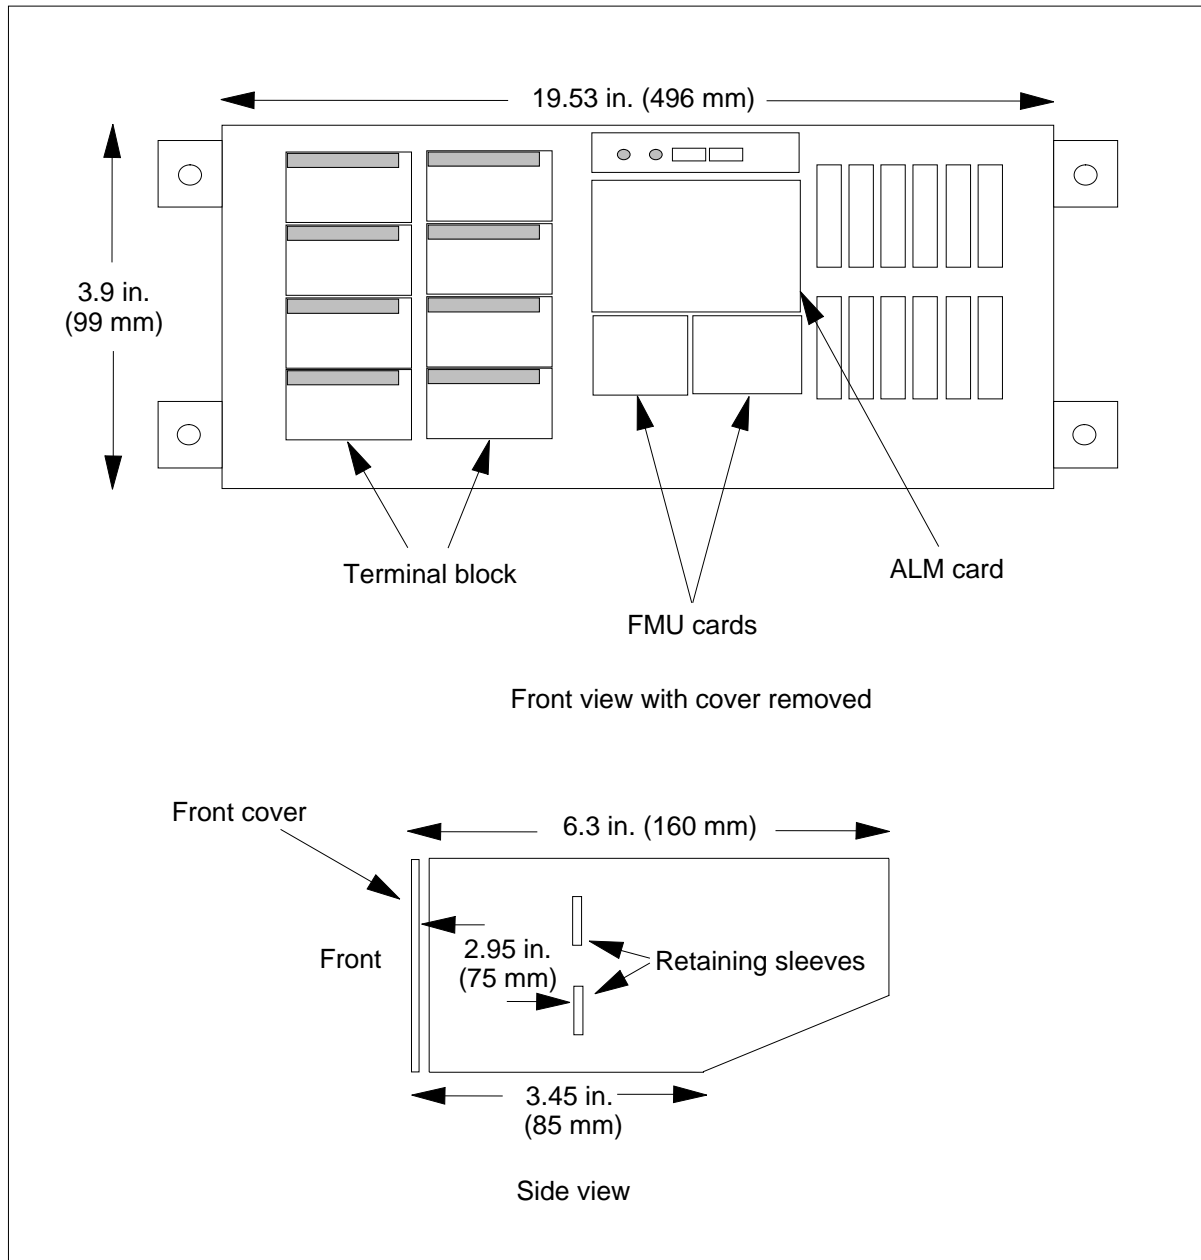 19.53 in. (496 mm)
3.9 in.
(99 mm)
Terminal block
ALM card
FMU cards
Front view with cover removed
Front cover
6.3 in. (160 mm)
Front
2.95 in.
(75 mm)
Retaining sleeves
3.45 in.
(85 mm)
Side view